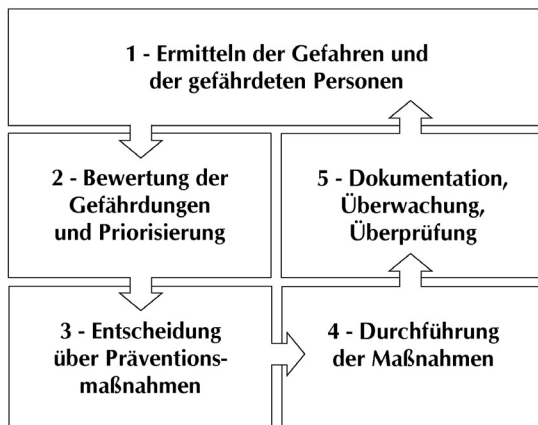 1 - Ermitteln der Gefahren und
der gefährdeten Personen
2 - Bewertung der
Gefährdungen
und Priorisierung
3 - Entscheidung
über Präventions-
maßnahmen
4 - Durchführung
der Maßnahmen
5 - Dokumentation,
Überwachung,
Überprüfung